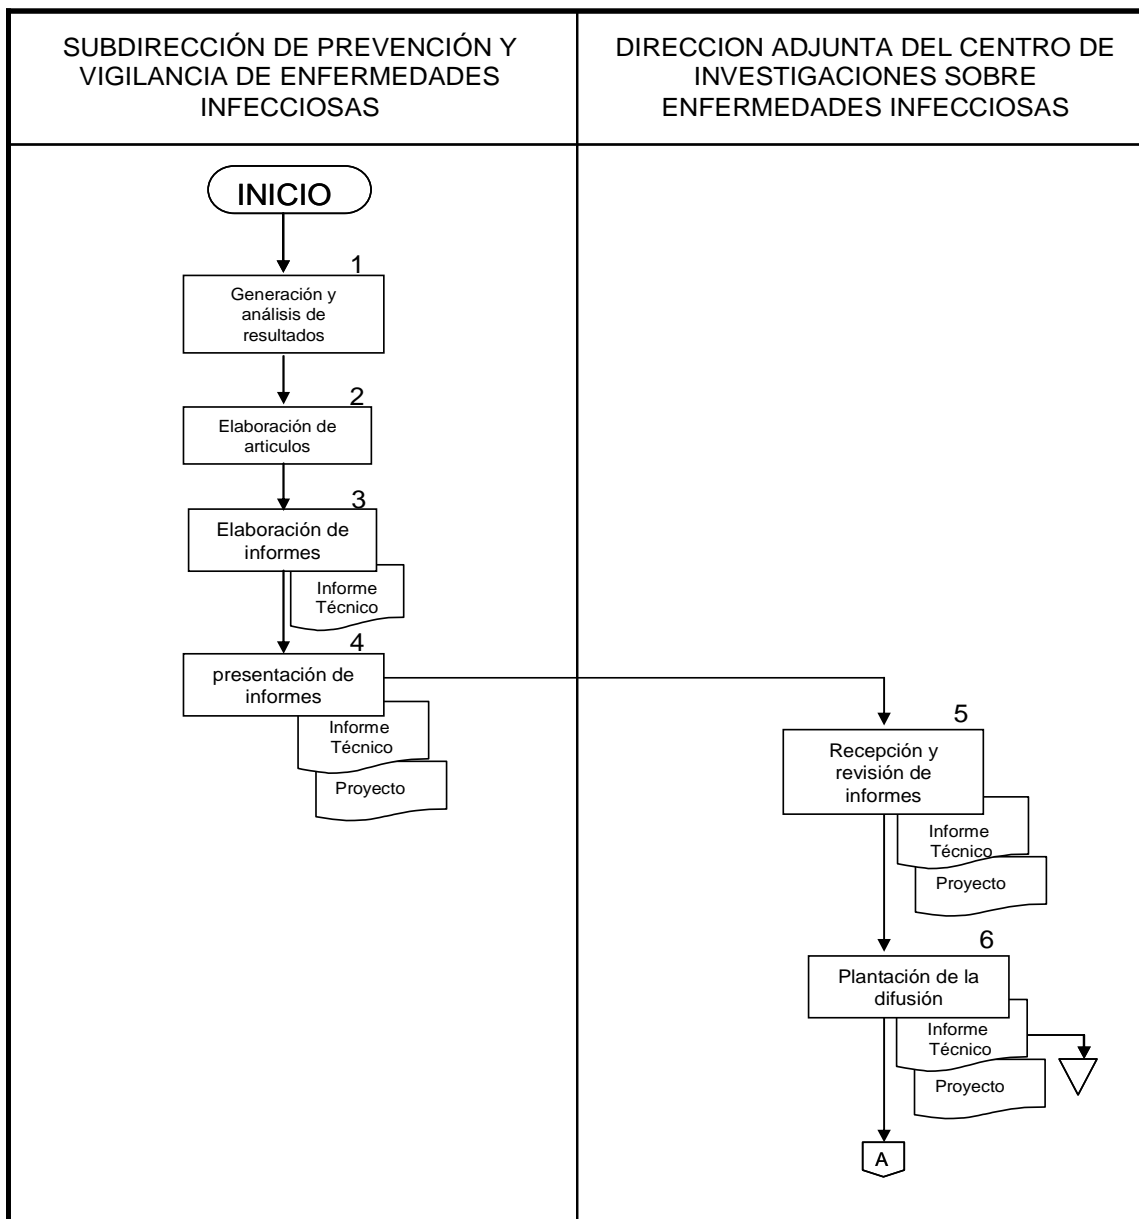 SUBDIRECCIÓN DE PREVENCIÓN Y
VIGILANCIA DE ENFERMEDADES
INFECCIOSAS
DIRECCION ADJUNTA DEL CENTRO DE
INVESTIGACIONES SOBRE
ENFERMEDADES INFECCIOSAS
INICIO
1
Generación y
análisis de
resultados
2
Elaboración de
articulos
3
Elaboración de
informes
Informe
Técnico
4
presentación de
informes
Informe
Técnico
Proyecto
5
Recepción y
revisión de
informes
Informe
Técnico
Proyecto
6
Plantación de la
difusión
Informe
Técnico
Proyecto
A